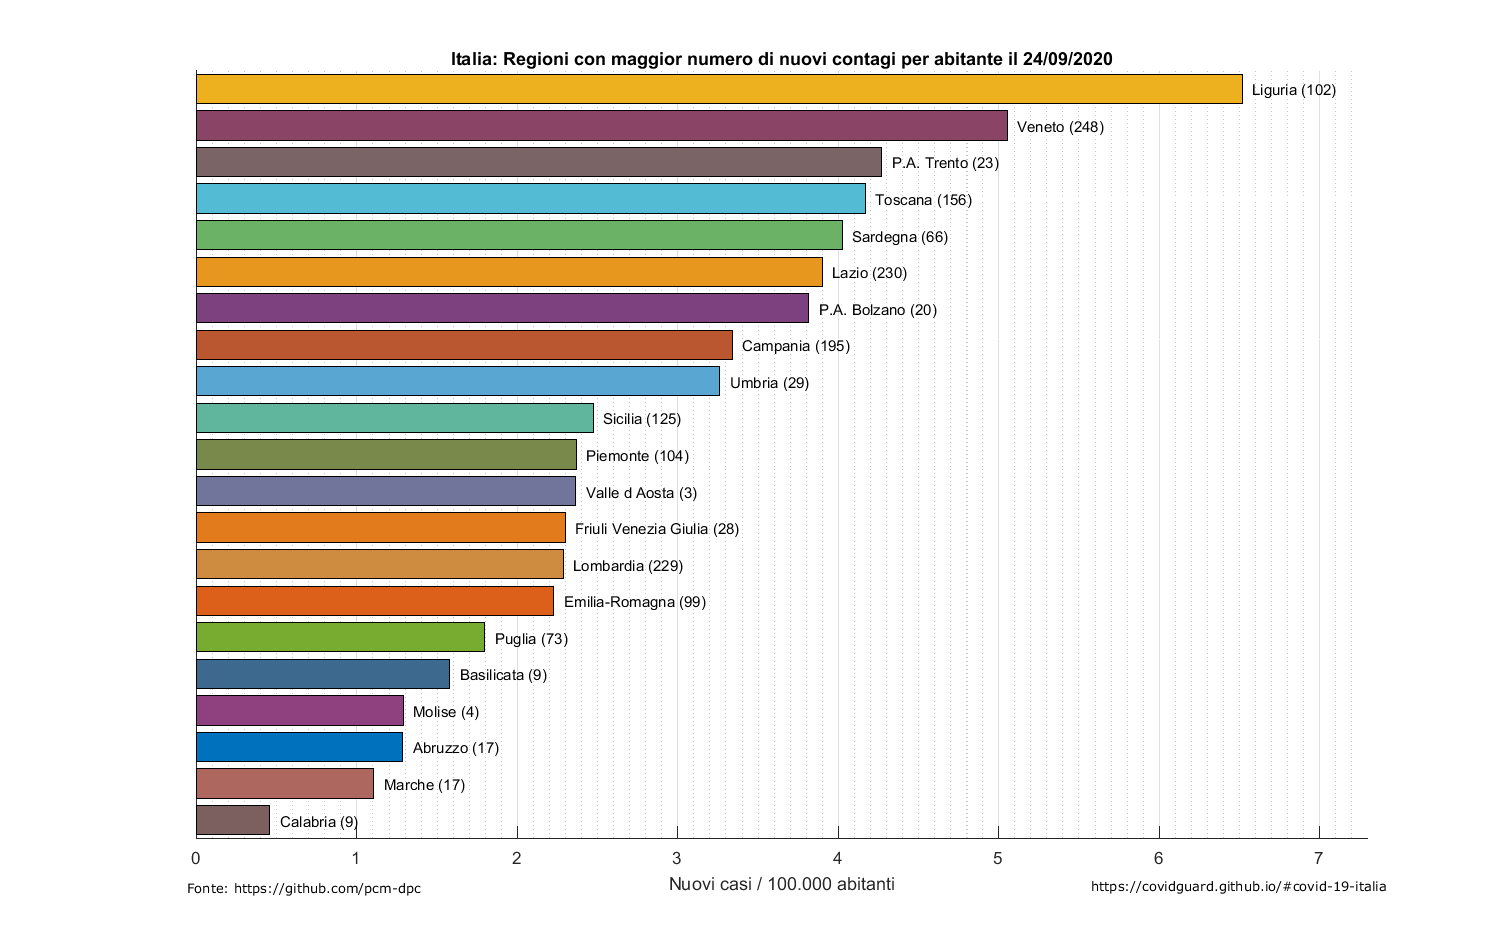 Italia: Regioni con maggior numero di nuovi contagi per abitante il 24/09/2020
Liguria (102)
Veneto (248)
P.A. Trento (23)
Toscana (156)
Sardegna (66)
Lazio (230)
P.A. Bolzano (20)
Campania (195)
Umbria (29)
Sicilia (125)
Piemonte (104)
Valle d Aosta (3)
Friuli Venezia Giulia (28)
Lombardia (229)
Emilia-Romagna (99)
Puglia (73)
Basilicata (9)
Molise (4)
Abruzzo (17)
Marche (17)
Calabria (9)
0 1 2 3 4 5 6 7
Nuovi casi / 100.000 abitanti
Fonte: https://github.com/pcm-dpc
https://covidguard.github.io/#covid-19-italia